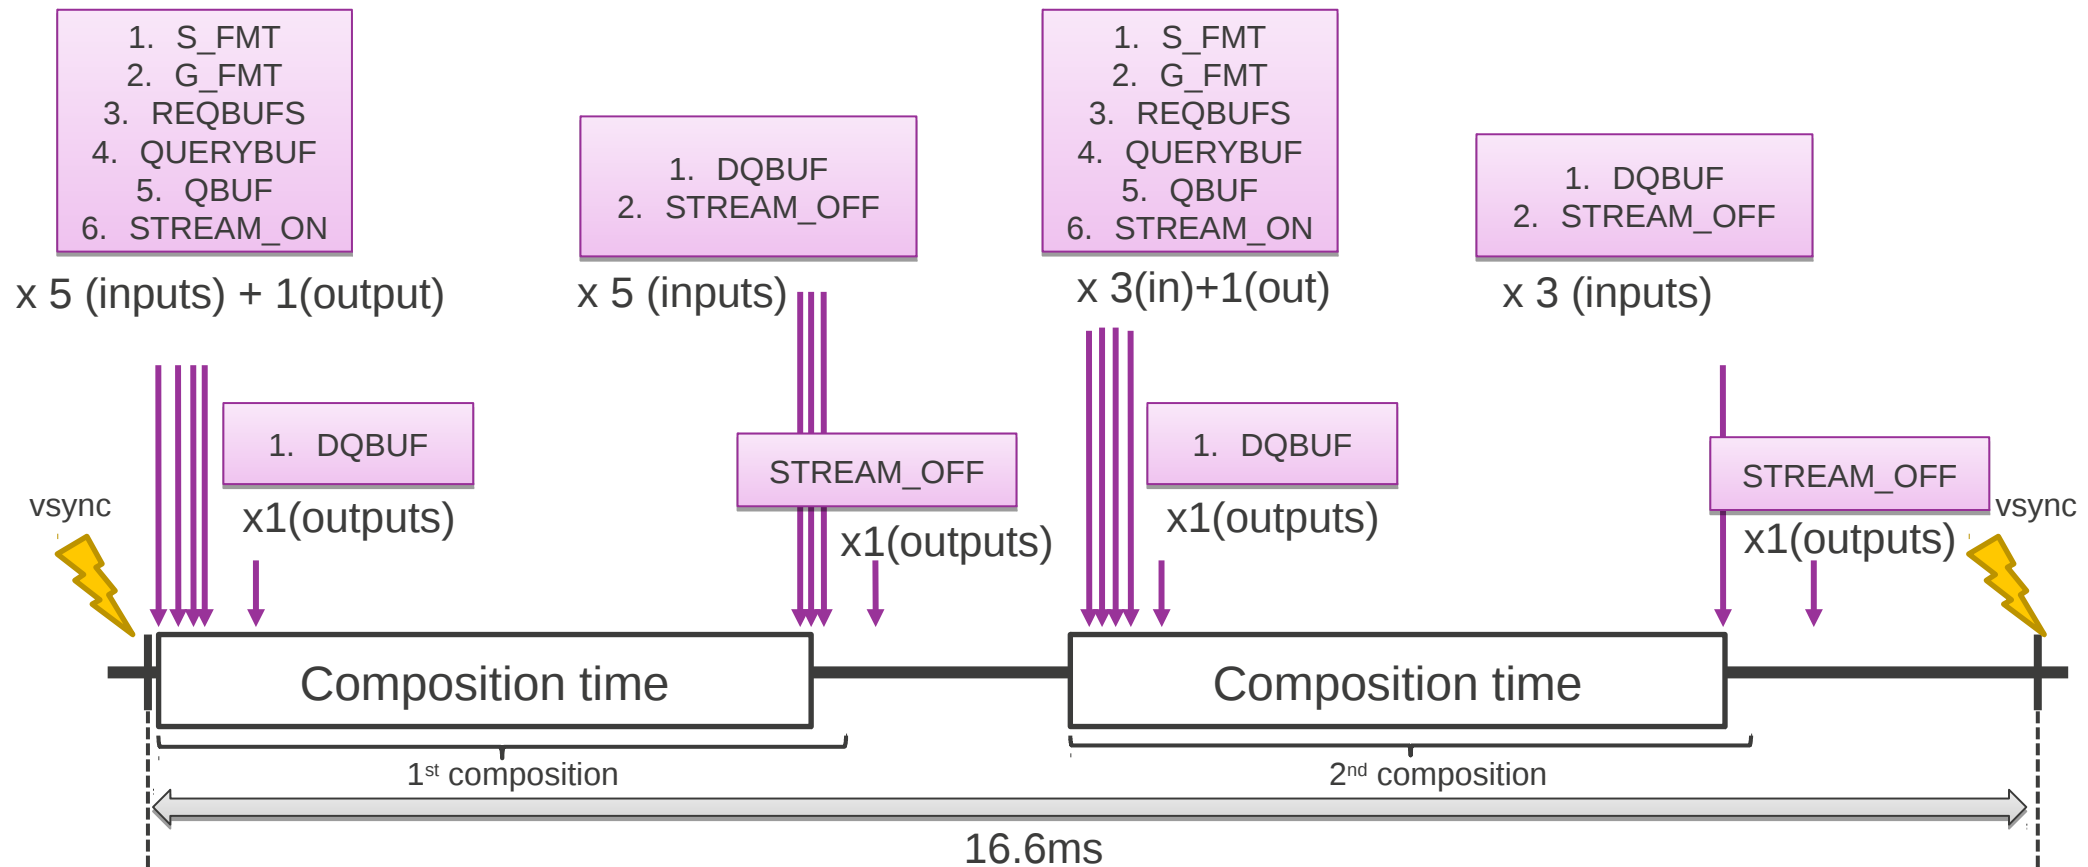 1. S_FMT
2. G_FMT
3. REQBUFS
4. QUERYBUF
5. QBUF
6. STREAM_ON
x 5 (inputs) + 1(output)
1. DQBUF
2. STREAM_OFF
x 5 (inputs)
1. S_FMT
2. G_FMT
3. REQBUFS
4. QUERYBUF
5. QBUF
6. STREAM_ON
x 3(in)+1(out)
1. DQBUF
2. STREAM_OFF
x 3 (inputs)
vsync
1. DQBUF
x1(outputs)
STREAM_OFF
x1(outputs)
1. DQBUF
x1(outputs)
STREAM_OFF
x1(outputs)
vsync
Composition time
Composition time
1st composition
2nd composition
16.6ms